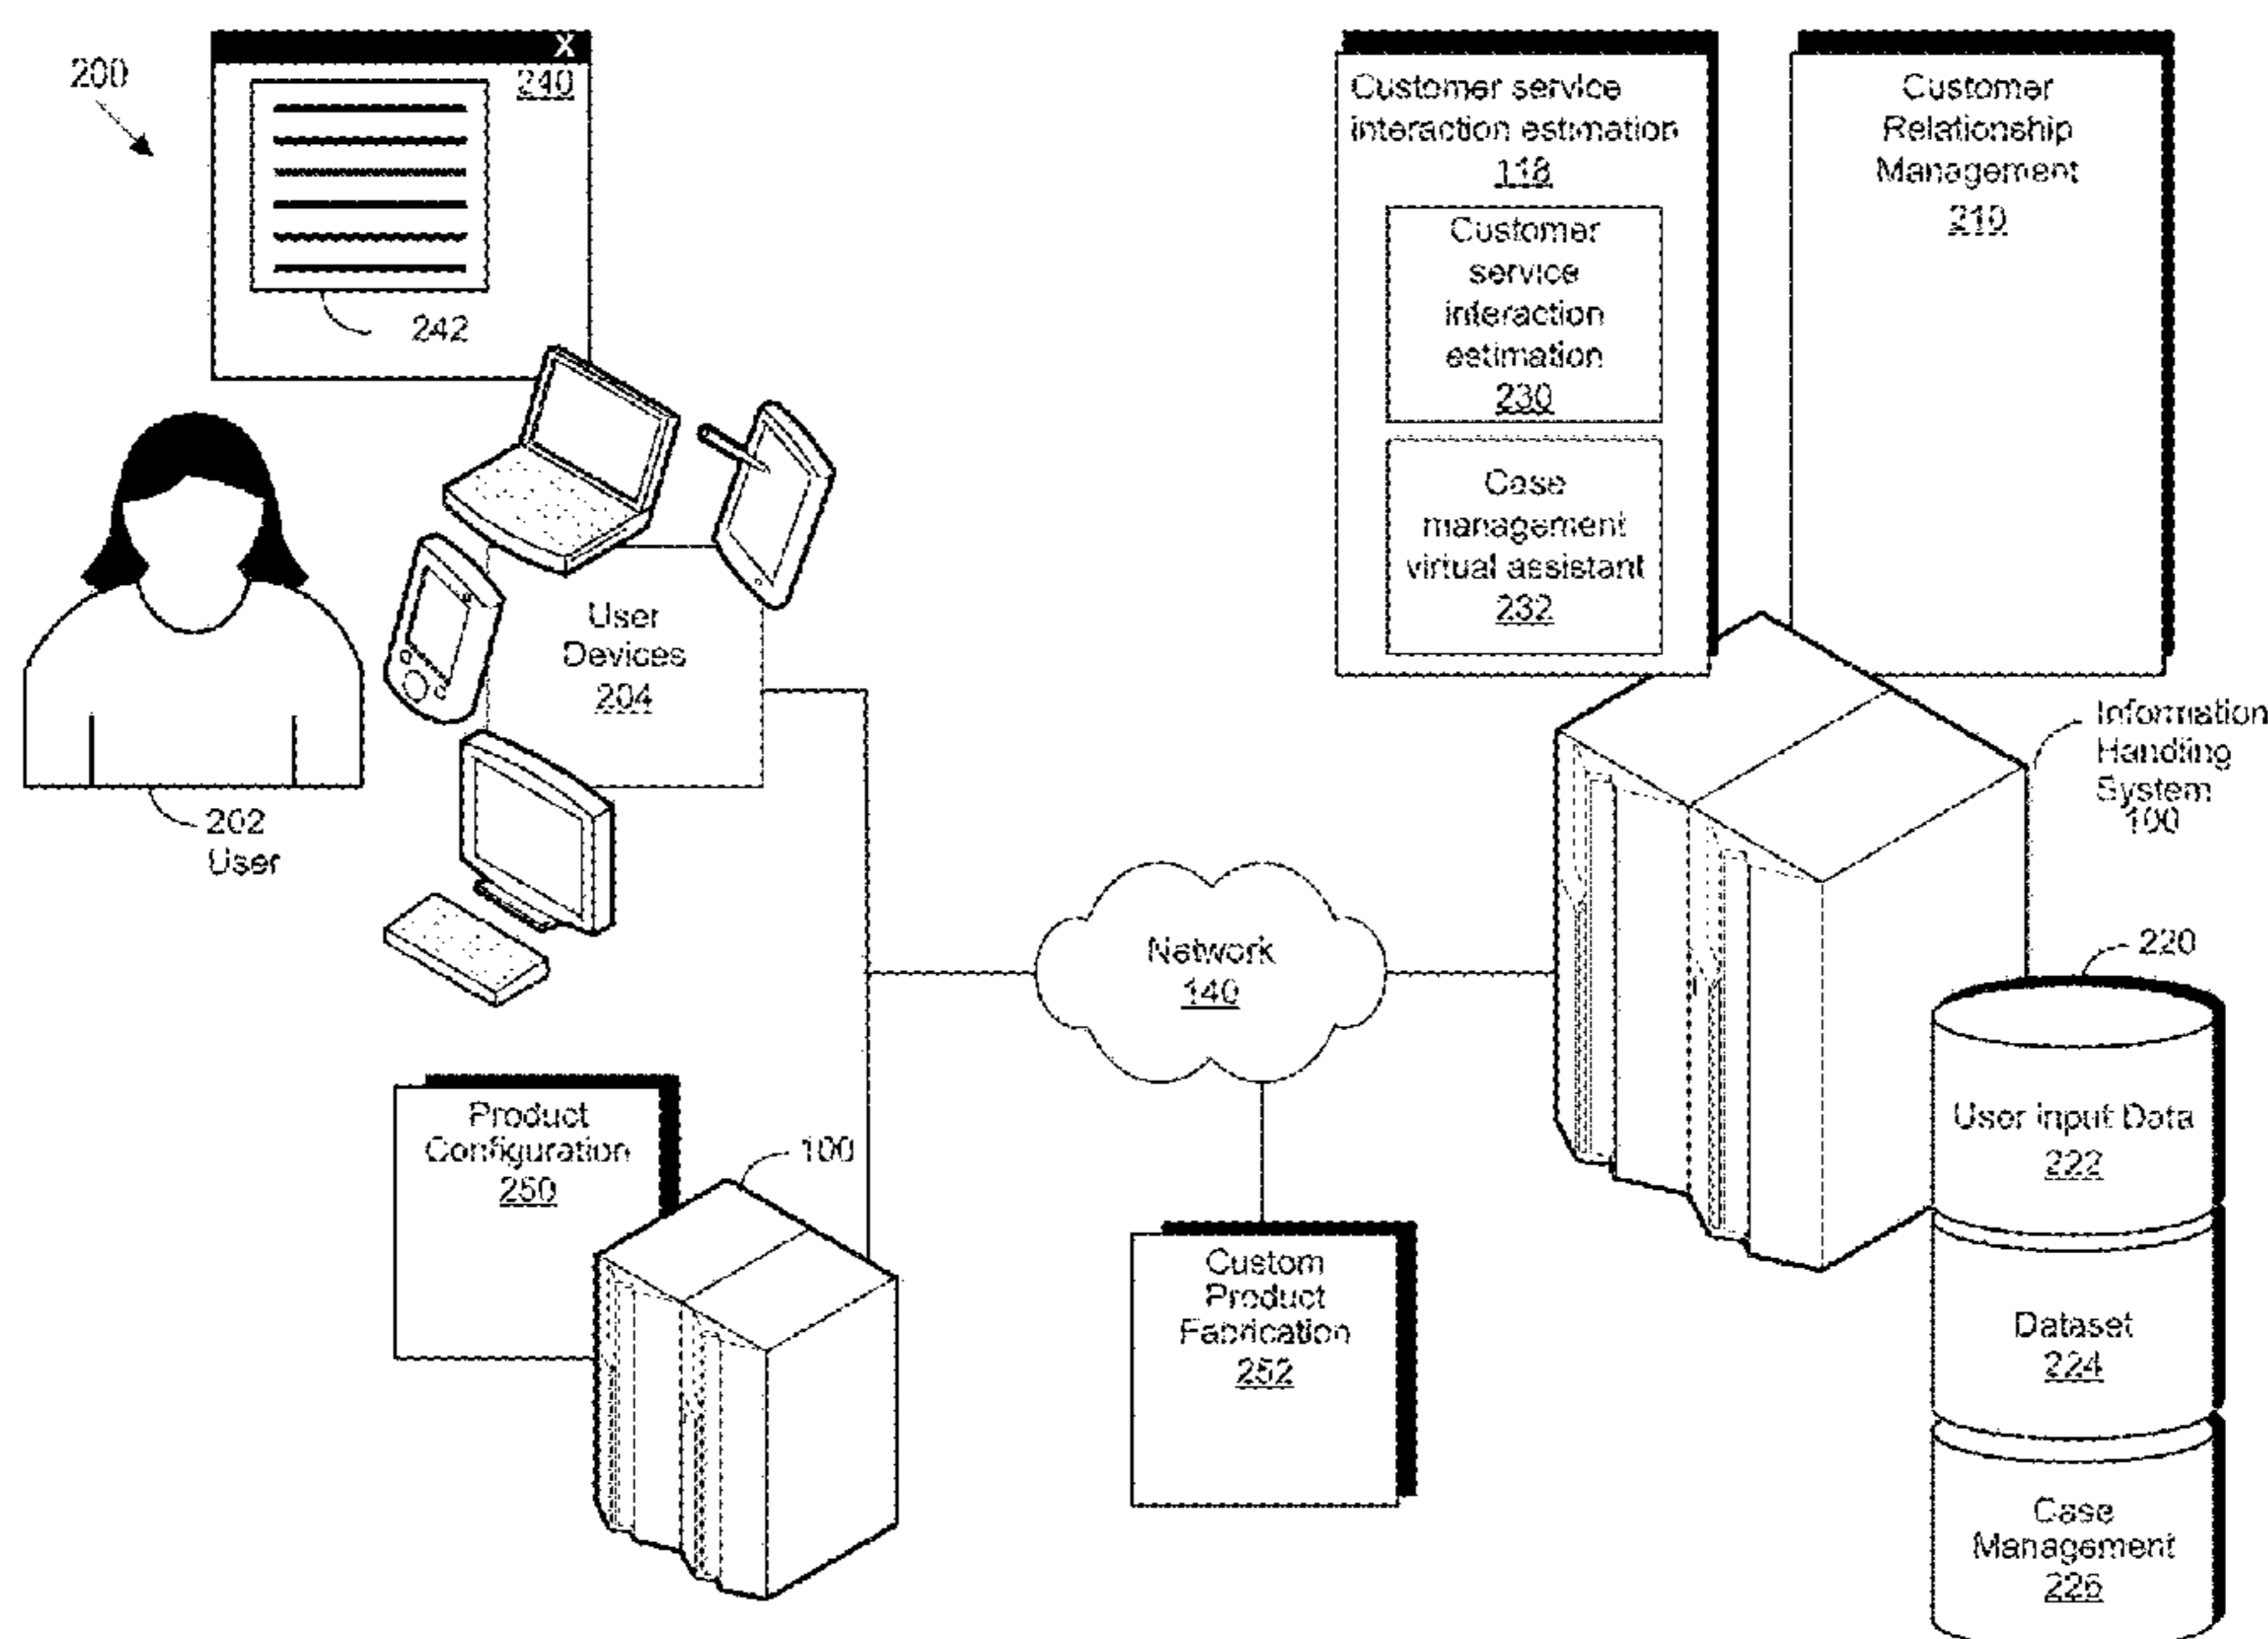 200
X
240
242
202
User
User
Devices
204
Customer service
interaction estimation
118
Customer
service
interaction
estimation
230
Case
management
virtual assistant
232
Customer
Relationship
Management
210
Information
Handling
System
100
Network
140
220
User Input Data
222
Dataset
224
Case
Management
226
Product
Configuration
250
100
Custom
Product
Fabrication
252